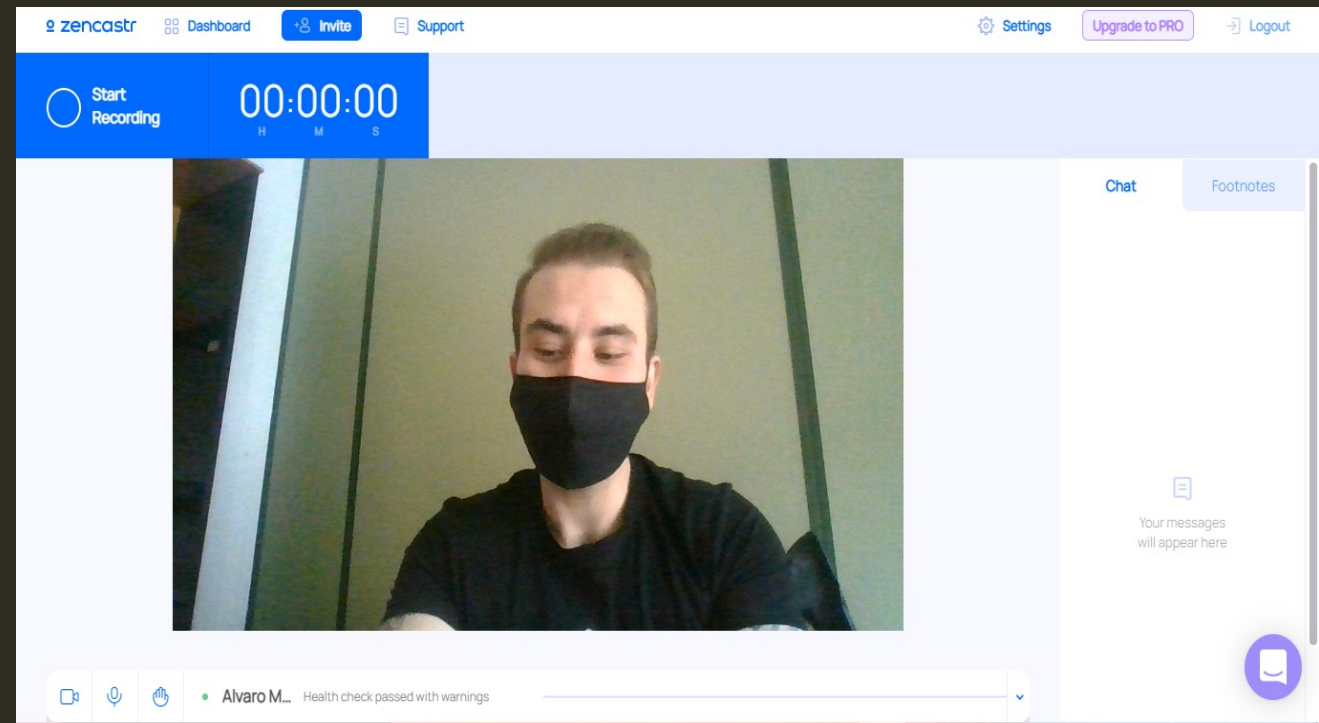 zencastr
Dashboard
Invite
Support
Settings
Upgrade to PRO
Logout
Start
Recording
00:00:00
H M S
Chat
Footnotes
Your messages
will appear here
Alvaro M...
Health check passed with warnings